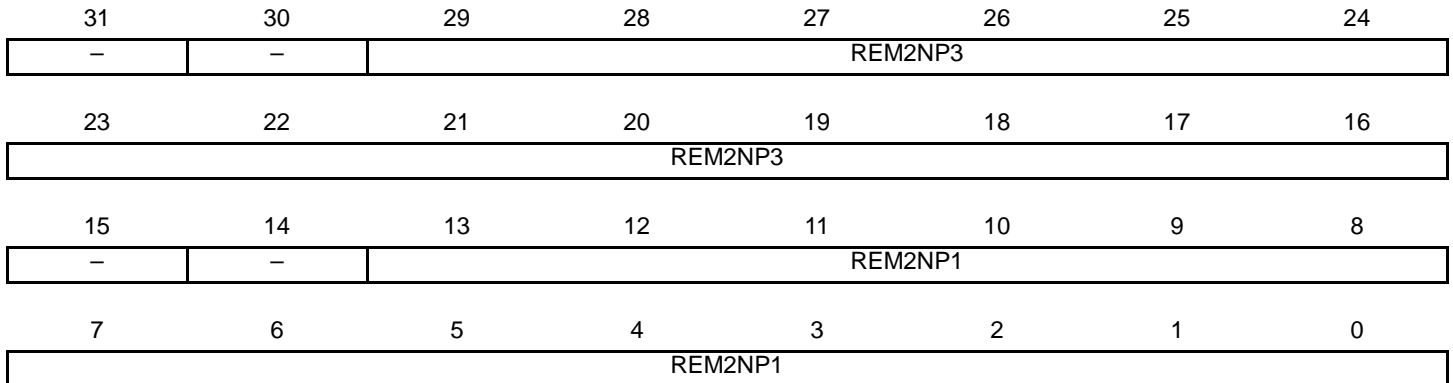 31 30 29 28 27 26 25 24
– – REM2NP3
23 22 21 20 19 18 17 16
REM2NP3
15 14 13 12 11 10 9 8
– – REM2NP1
7 6 5 4 3 2 1 0
REM2NP1